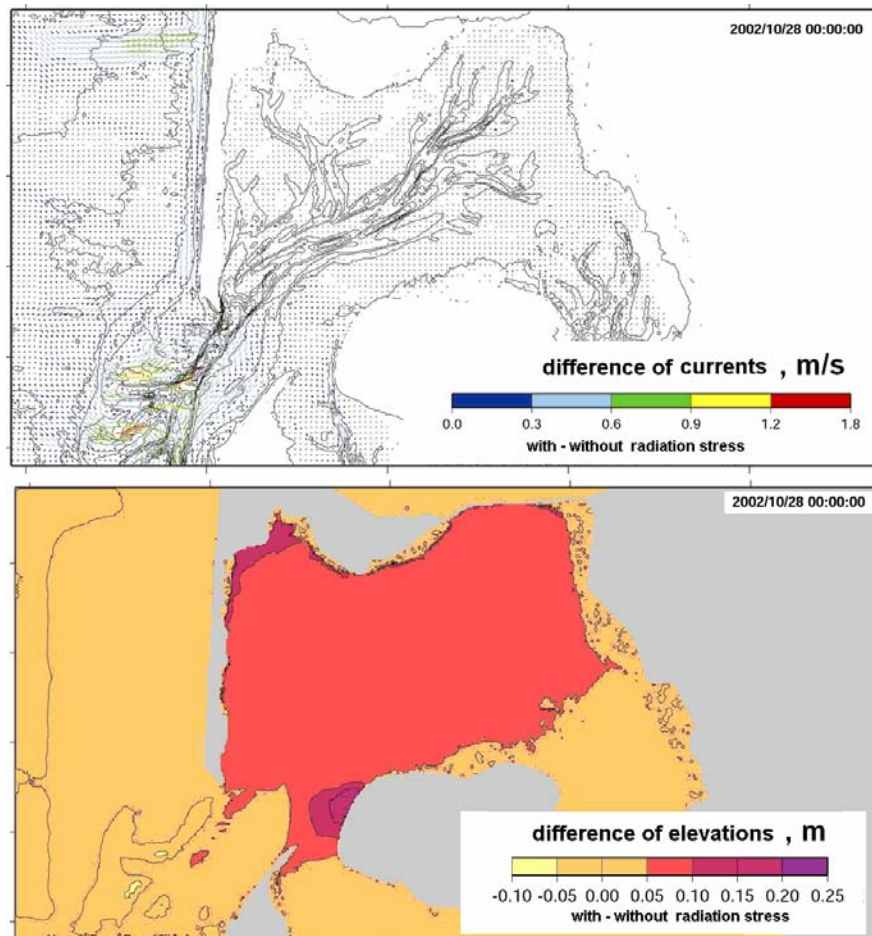 2002/10/28 00:00:00
difference of currents , m/s
0.0 0.3 0.6 0.9 1.2 1.8
with - without radiation stress
2002/10/28 00:00:00
difference of elevations , m
-0.10 -0.05 0.00 0.05 0.10 0.15 0.20 0.25
with - without radiation stress